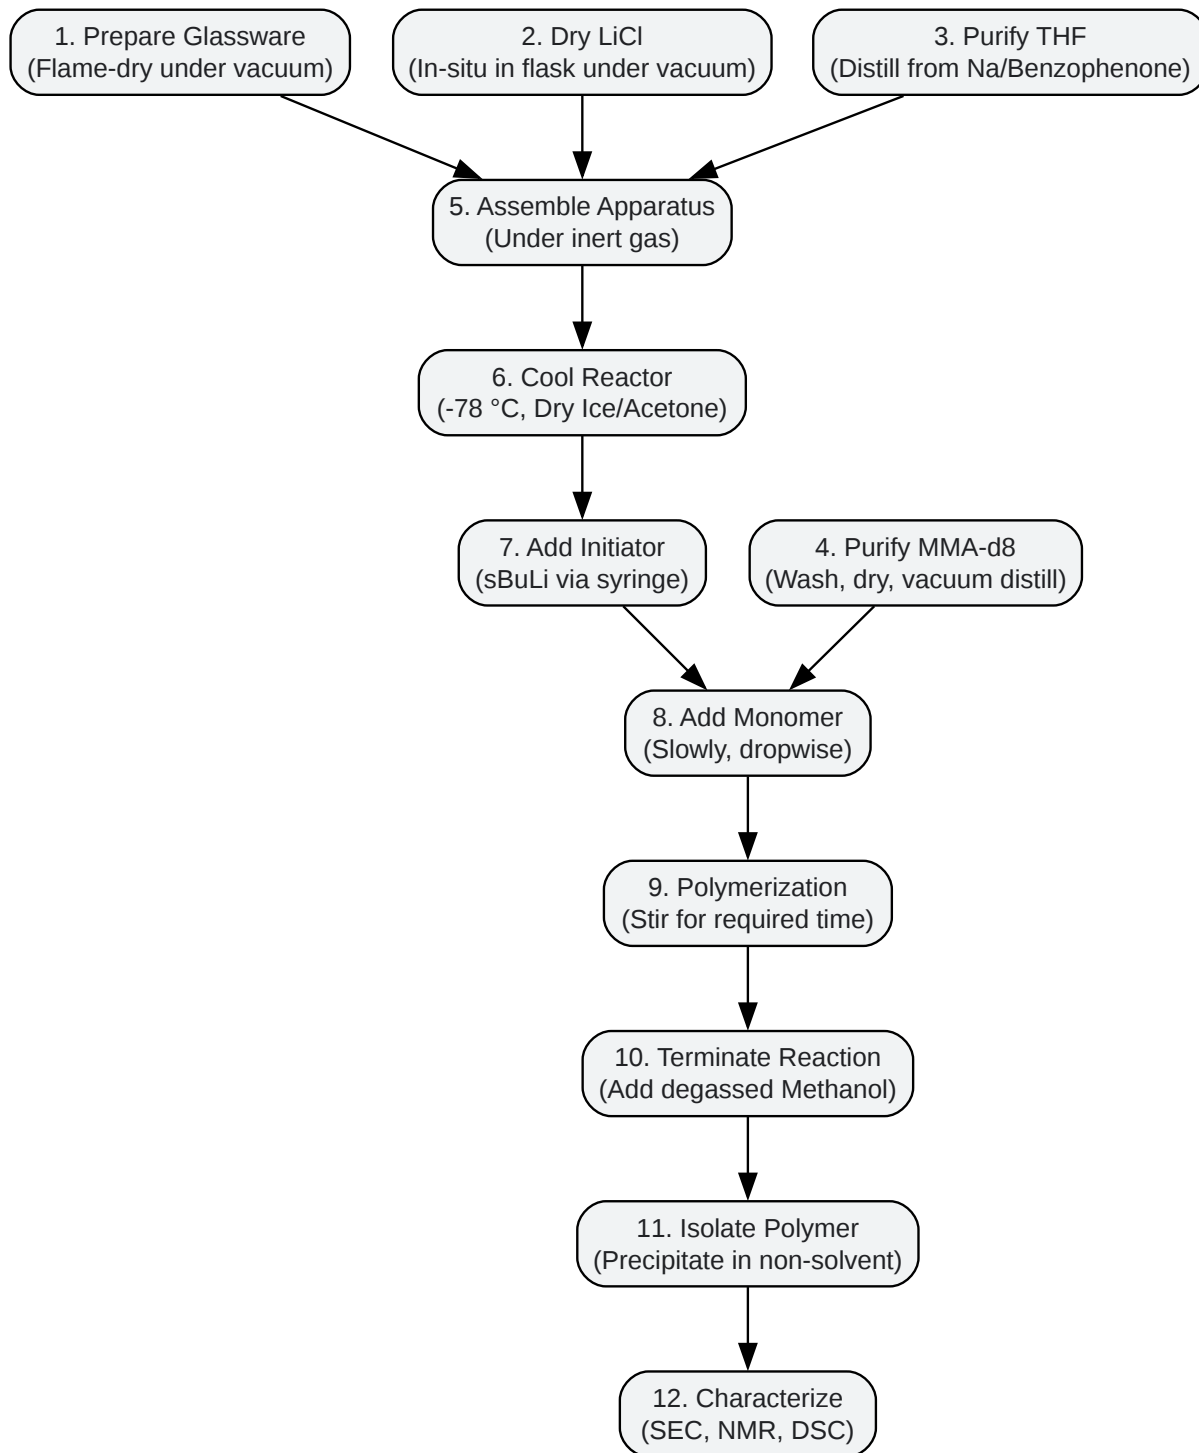 1. Prepare Glassware
(Flame-dry under vacuum)
2. Dry LiCl
(In-situ in flask under vacuum)
3. Purify THF
(Distill from Na/Benzophenone)
5. Assemble Apparatus
(Under inert gas)
6. Cool Reactor
(-78 °C, Dry Ice/Acetone)
7. Add Initiator
(sBuLi via syringe)
4. Purify MMA-d8
(Wash, dry, vacuum distill)
8. Add Monomer
(Slowly, dropwise)
9. Polymerization
(Stir for required time)
10. Terminate Reaction
(Add degassed Methanol)
11. Isolate Polymer
(Precipitate in non-solvent)
12. Characterize
(SEC, NMR, DSC)